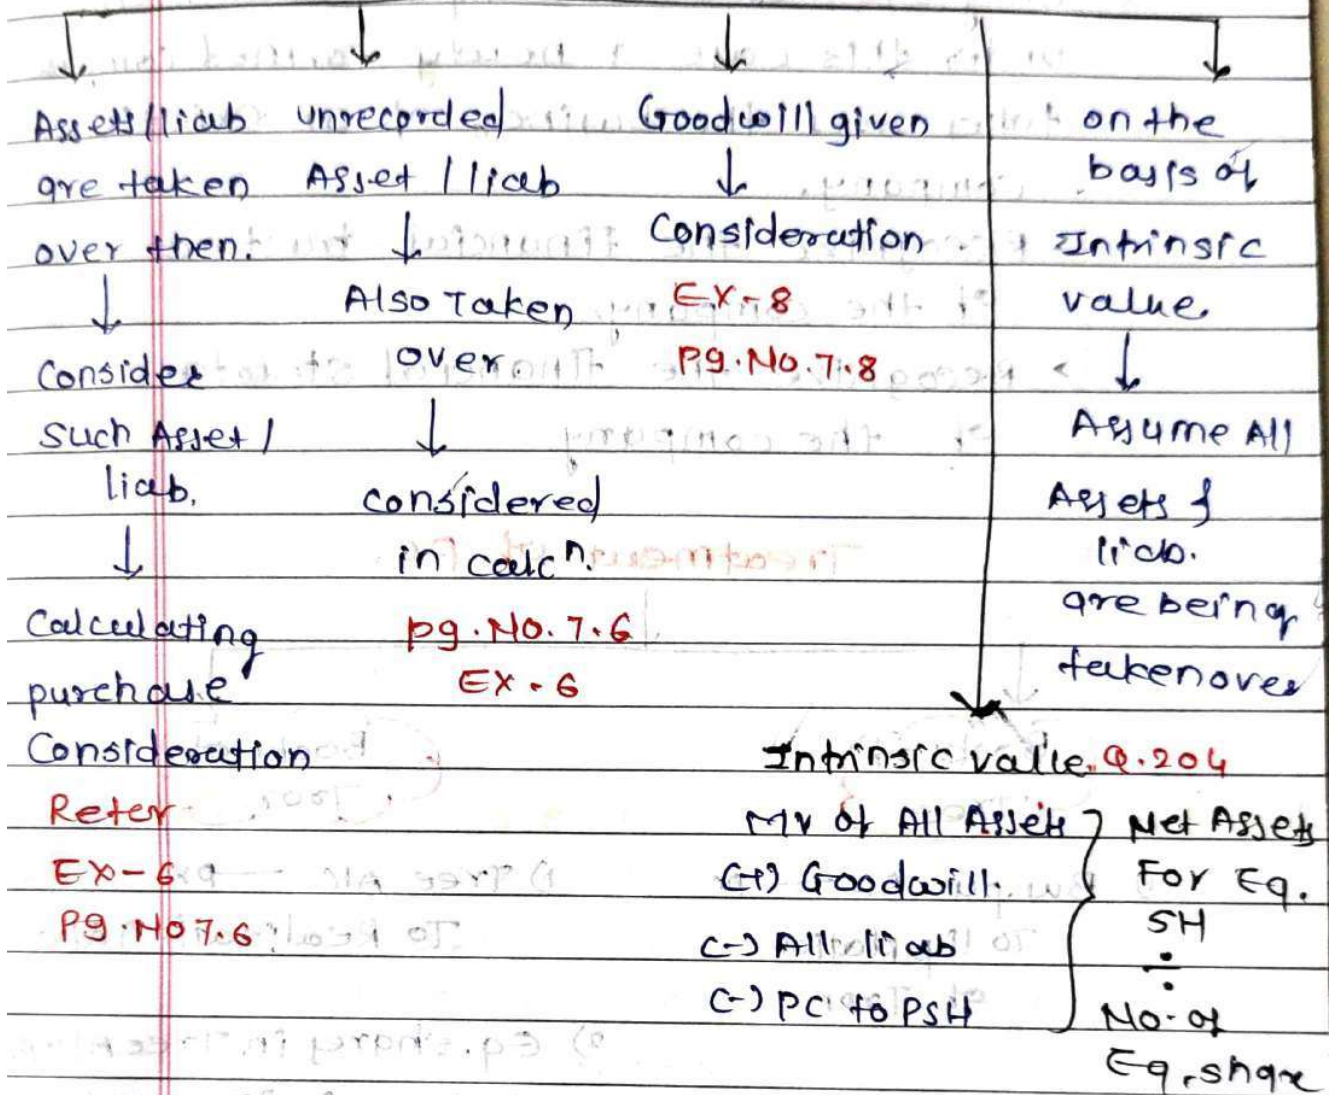 Assets/liab
are taken
over then.
↓
Consider
such Asset/
liab.
↓
Calculating
purchase
Consideration
Refer
EX-6
Pg.No 7.6
unrecorded
Asset/liab
↓
Also Taken
over.
↓
considered
in calcⁿ.
pg.No.7.6
EX-6
Goodwill given
↓
Consideration
EX-8
Pg.No.7.8
on the
basis of
Intrinsic
value.
↓
Assume All
Assets &
liab.
are being
takenover
Intrinsic value. Q.204
MV of All Assets
(+) Goodwill.
(-) All liab
(-) PC to PSH
Net Assets
For Eq.
SH
÷
No. of
Eq. share